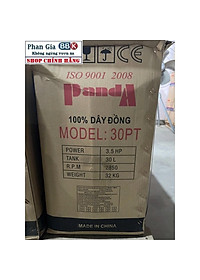 Phan Gia 88K
Không ngừng vươn xa
SHOP CHÍNH HÃNG
ISO 9001 2008
PandA
100% DÂY ĐỒNG
MODEL: 30PT
POWER 3.5 HP
TANK 30 L
R.P.M 2850
WEIGHT 32 KG
MADE IN CHINA